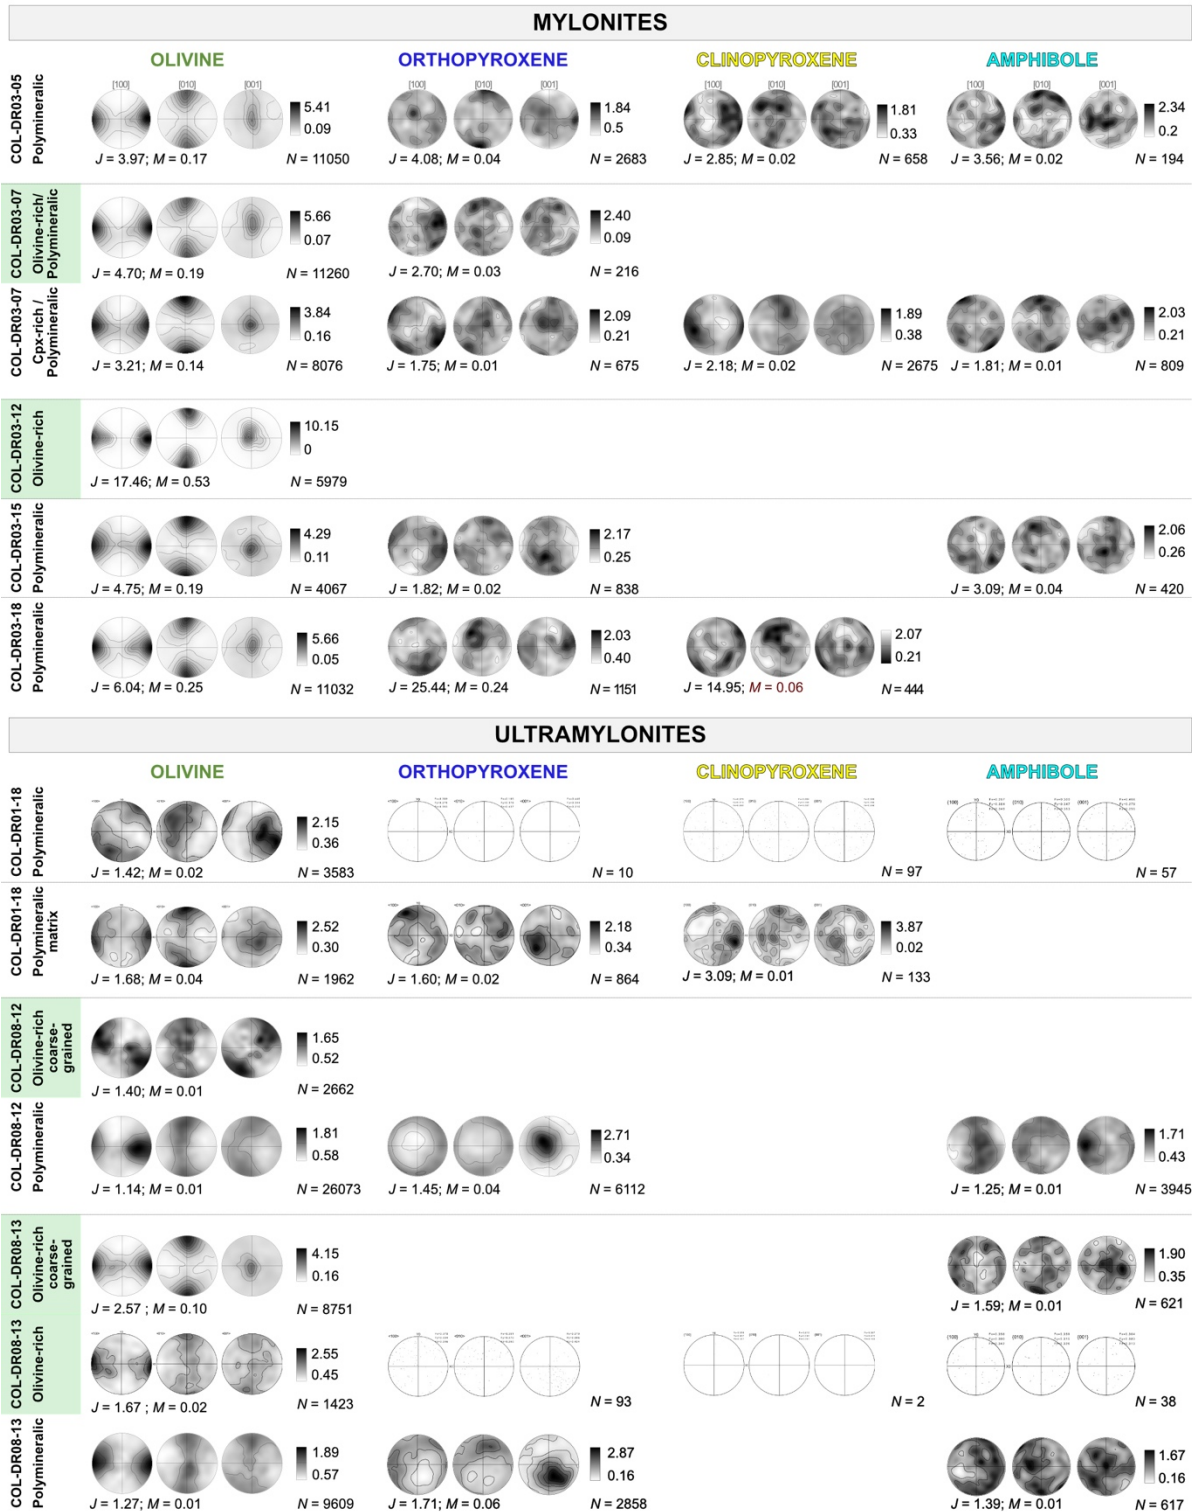 MYLONITES
OLIVINE ORTHOPYROXENE CLINOPYROXENE AMPHIBOLE
COL-DR03-05
Polymineralic
[100] [010] [001] [100] [010] [001] [100] [010] [001] [100] [010] [001]
5.41 1.84 1.81 2.34
0.09 0.5 0.33 0.2
J = 3.97; M = 0.17 N = 11050 J = 4.08; M = 0.04 N = 2683 J = 2.85; M = 0.02 N = 658 J = 3.56; M = 0.02 N = 194
COL-DR03-07
Olivine-rich/
Polymineralic
5.66 2.40
0.07 0.09
J = 4.70; M = 0.19 N = 11260 J = 2.70; M = 0.03 N = 216
COL-DR03-07
Cpx-rich /
Polymineralic
3.84 2.09 1.89 2.03
0.16 0.21 0.38 0.21
J = 3.21; M = 0.14 N = 8076 J = 1.75; M = 0.01 N = 675 J = 2.18; M = 0.02 N = 2675 J = 1.81; M = 0.01 N = 809
COL-DR03-12
Olivine-rich
10.15
0
J = 17.46; M = 0.53 N = 5979
COL-DR03-15
Polymineralic
4.29 2.17 2.06
0.11 0.25 0.26
J = 4.75; M = 0.19 N = 4067 J = 1.82; M = 0.02 N = 838 J = 3.09; M = 0.04 N = 420
COL-DR03-18
Polymineralic
5.66 2.03 2.07
0.05 0.40 0.21
J = 6.04; M = 0.25 N = 11032 J = 25.44; M = 0.24 N = 1151 J = 14.95; M = 0.06 N = 444
ULTRAMYLONITES
OLIVINE ORTHOPYROXENE CLINOPYROXENE AMPHIBOLE
COL-DR01-18
Polymineralic
[100] [010] [001]
2.15
0.36
J = 1.42; M = 0.02 N = 3583 N = 10 N = 97 N = 57
COL-DR01-18
Polymineralic
matrix
2.52 2.18 3.87
0.30 0.34 0.02
J = 1.68; M = 0.04 N = 1962 J = 1.60; M = 0.02 N = 864 J = 3.09; M = 0.01 N = 133
COL-DR08-12
Olivine-rich
coarse-
grained
1.65
0.52
J = 1.40; M = 0.01 N = 2662
COL-DR08-12
Polymineralic
1.81 2.71 1.71
0.58 0.34 0.43
J = 1.14; M = 0.01 N = 26073 J = 1.45; M = 0.04 N = 6112 J = 1.25; M = 0.01 N = 3945
COL-DR08-13
Olivine-rich
coarse-
grained
4.15 1.90
0.16 0.35
J = 2.57 ; M = 0.10 N = 8751 J = 1.59; M = 0.01 N = 621
COL-DR08-13
Olivine-rich
[100] [010] [001]
2.55
0.45
J = 1.67 ; M = 0.02 N = 1423 N = 93 N = 2 N = 38
COL-DR08-13
Polymineralic
1.89 2.87 1.67
0.57 0.16 0.16
J = 1.27; M = 0.01 N = 9609 J = 1.71; M = 0.06 N = 2858 J = 1.39; M = 0.01 N = 617